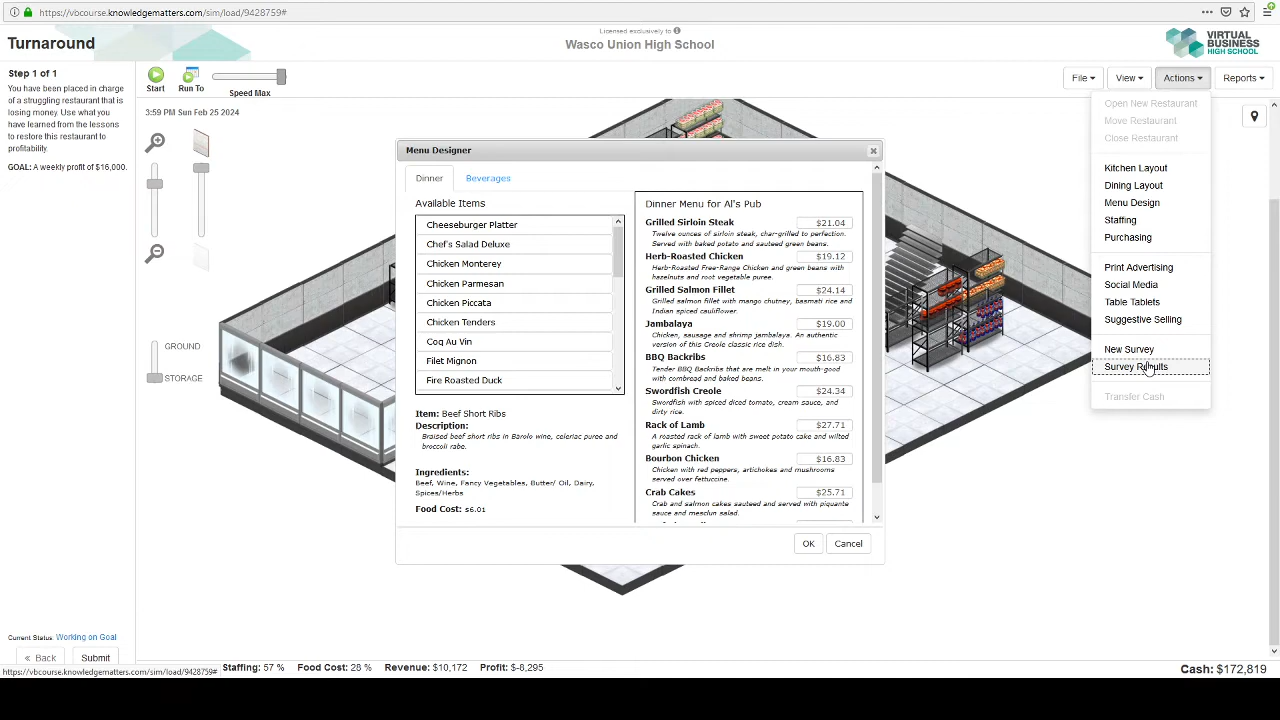 https://vbcourse.knowledgematters.com/sim/load/9428759#
Turnaround
Licensed exclusively to
Wasco Union High School
VIRTUAL
BUSINESS
HIGH SCHOOL
Step 1 of 1
You have been placed in charge
of a struggling restaurant that is
losing money. Use what you
have learned from the lessons
to restore this restaurant to
profitability.
GOAL: A weekly profit of $16,000.
Start
Run To
Speed Max
File
View
Actions
Reports
3:59 PM Sun Feb 25 2024
GROUND
STORAGE
Menu Designer
Dinner
Beverages
Available Items
Cheeseburger Platter
Chef's Salad Deluxe
Chicken Monterey
Chicken Parmesan
Chicken Piccata
Chicken Tenders
Coq Au Vin
Filet Mignon
Fire Roasted Duck
Item: Beef Short Ribs
Description:
Braised beef short ribs in Barolo wine, celeriac puree and
broccoli rabe.
Ingredients:
Beef, Wine, Fancy Vegetables, Butter/ Oil, Dairy,
Spices/Herbs
Food Cost: $6.01
Dinner Menu for Al's Pub
Grilled Sirloin Steak $21.04
Twelve ounces of sirloin steak, char-grilled to perfection.
Served with baked potato and sauteed green beans.
Herb-Roasted Chicken $19.12
Herb-Roasted Free-Range Chicken and green beans with
hazelnuts and root vegetable puree.
Grilled Salmon Fillet $24.14
Grilled salmon fillet with mango chutney, basmati rice and
Indian spiced cauliflower.
Jambalaya $19.00
Chicken, sausage and shrimp jambalaya. An authentic
version of this Creole classic rice dish.
BBQ Backribs $16.83
Tender BBQ Backribs that are melt in your mouth-good
with cornbread and baked beans.
Swordfish Creole $24.34
Swordfish with spiced diced tomato, cream sauce, and
dirty rice.
Rack of Lamb $27.71
A roasted rack of lamb with sweet potato cake and wilted
garlic spinach.
Bourbon Chicken $16.83
Chicken with red peppers, artichokes and mushrooms
served over fettuccine.
Crab Cakes $25.71
Crab and salmon cakes sauteed and served with piquante
sauce and mesclun salad.
OK
Cancel
Open New Restaurant
Move Restaurant
Close Restaurant
Kitchen Layout
Dining Layout
Menu Design
Staffing
Purchasing
Print Advertising
Social Media
Table Tablets
Suggestive Selling
New Survey
Survey Results
Transfer Cash
Current Status: Working on Goal
« Back
Submit
https://vbcourse.knowledgematters.com/sim/load/9428759#
Staffing: 57 % Food Cost: 28 % Revenue: $10,172 Profit: $-8,295
Cash: $172,819